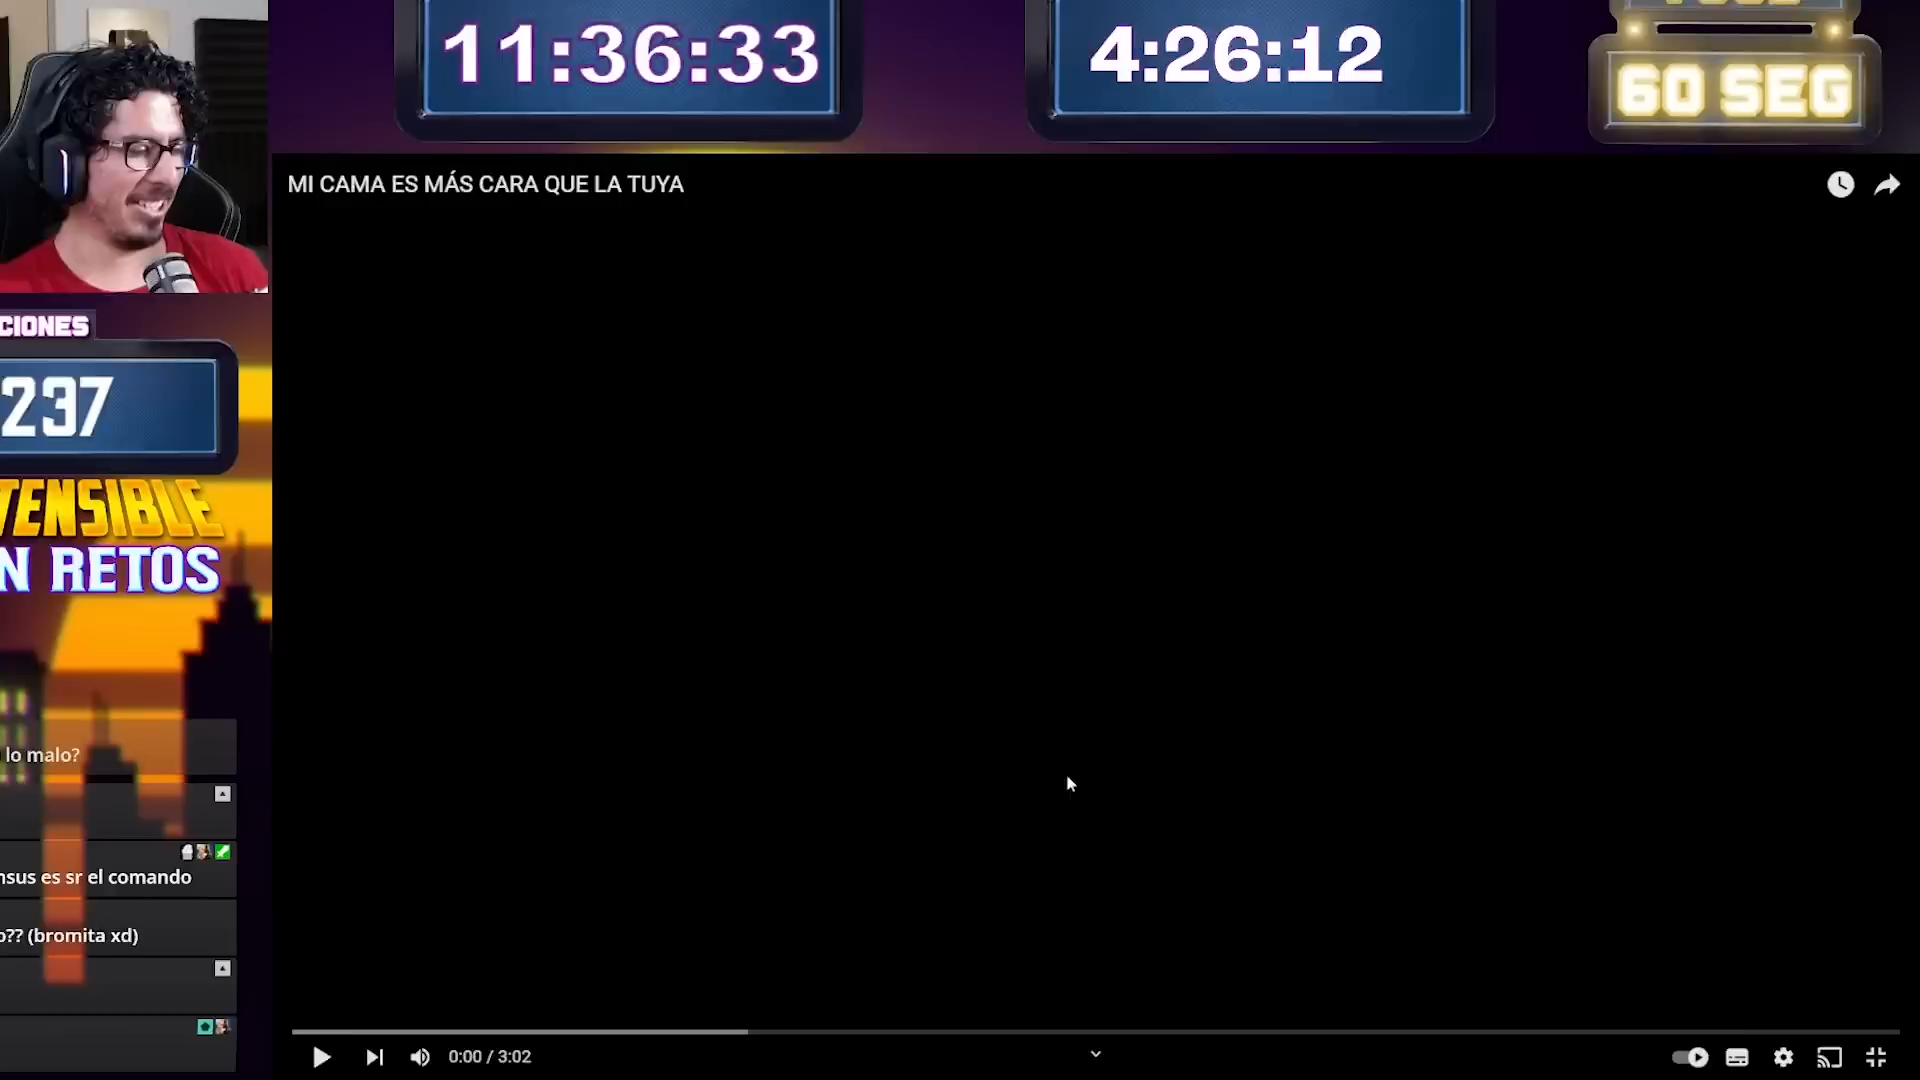 11:36:33
4:26:12
60 SEG
MI CAMA ES MÁS CARA QUE LA TUYA
CIONES
237
TENSIBLE
N RETOS
lo malo?
nsus es sr el comando
o?? (bromita xd)
0:00 / 3:02